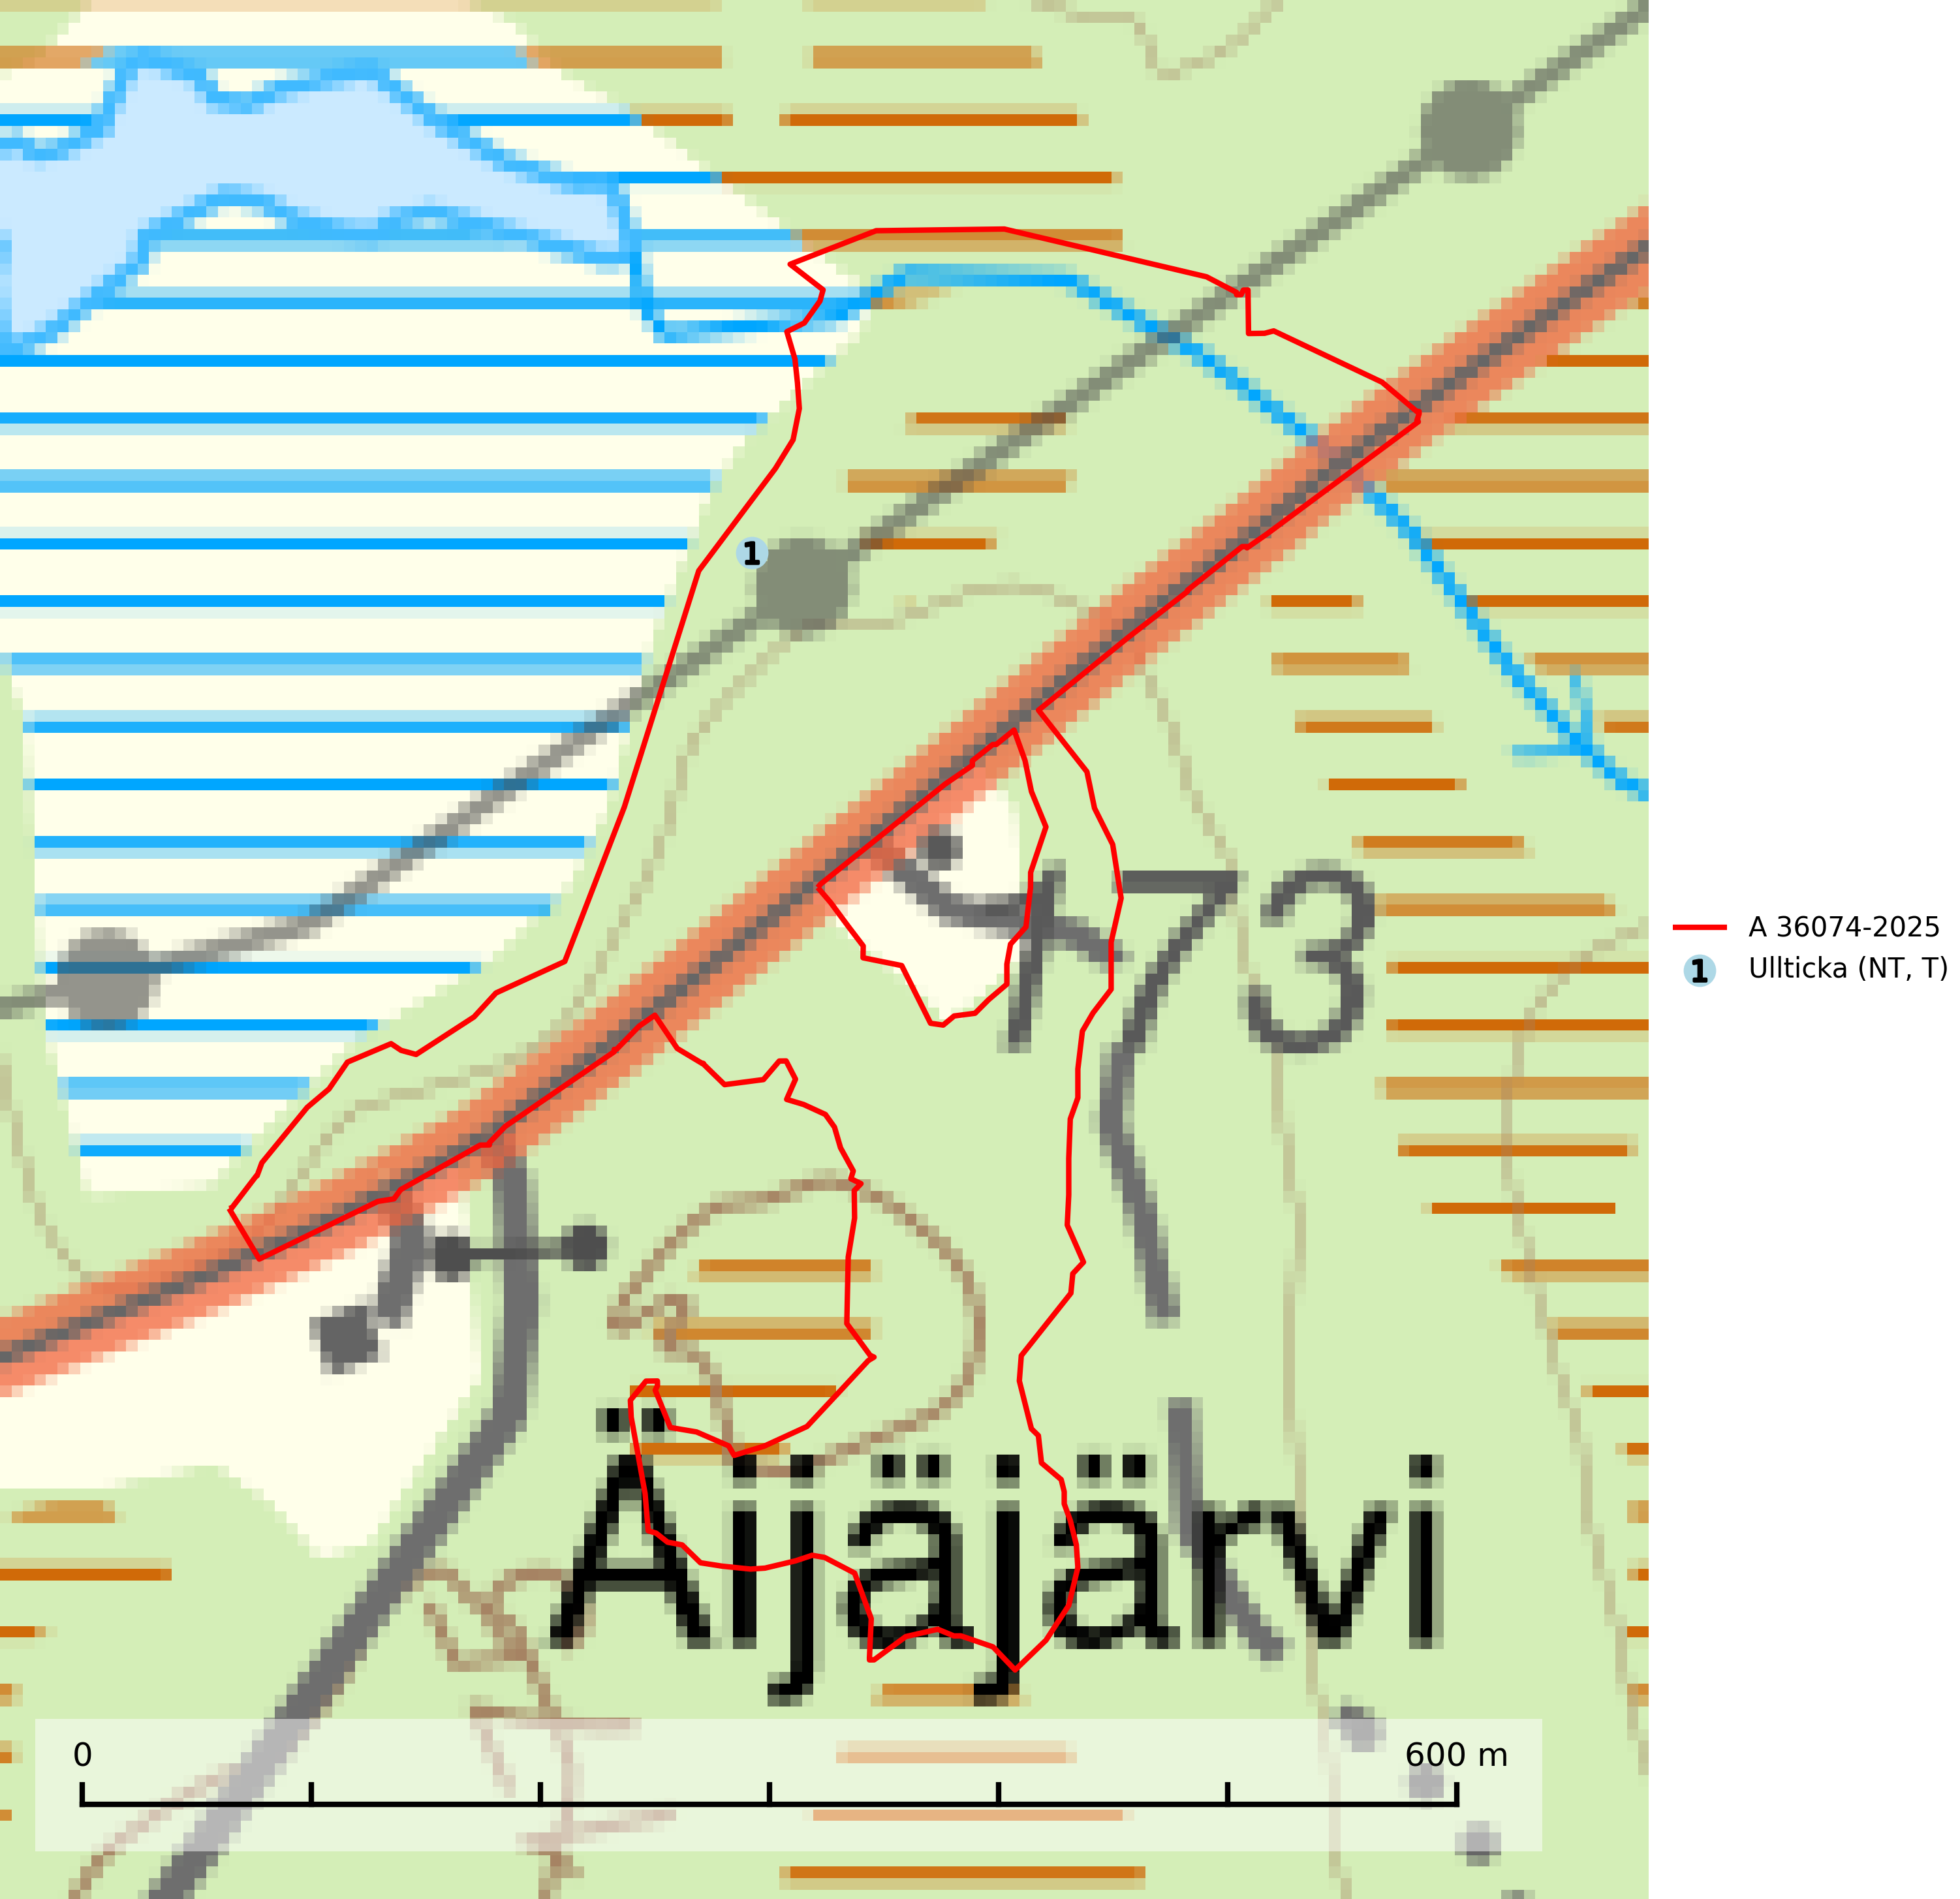 1
173
Äijäjärvi
0 600 m
A 36074-2025
1 Ullticka (NT, T)